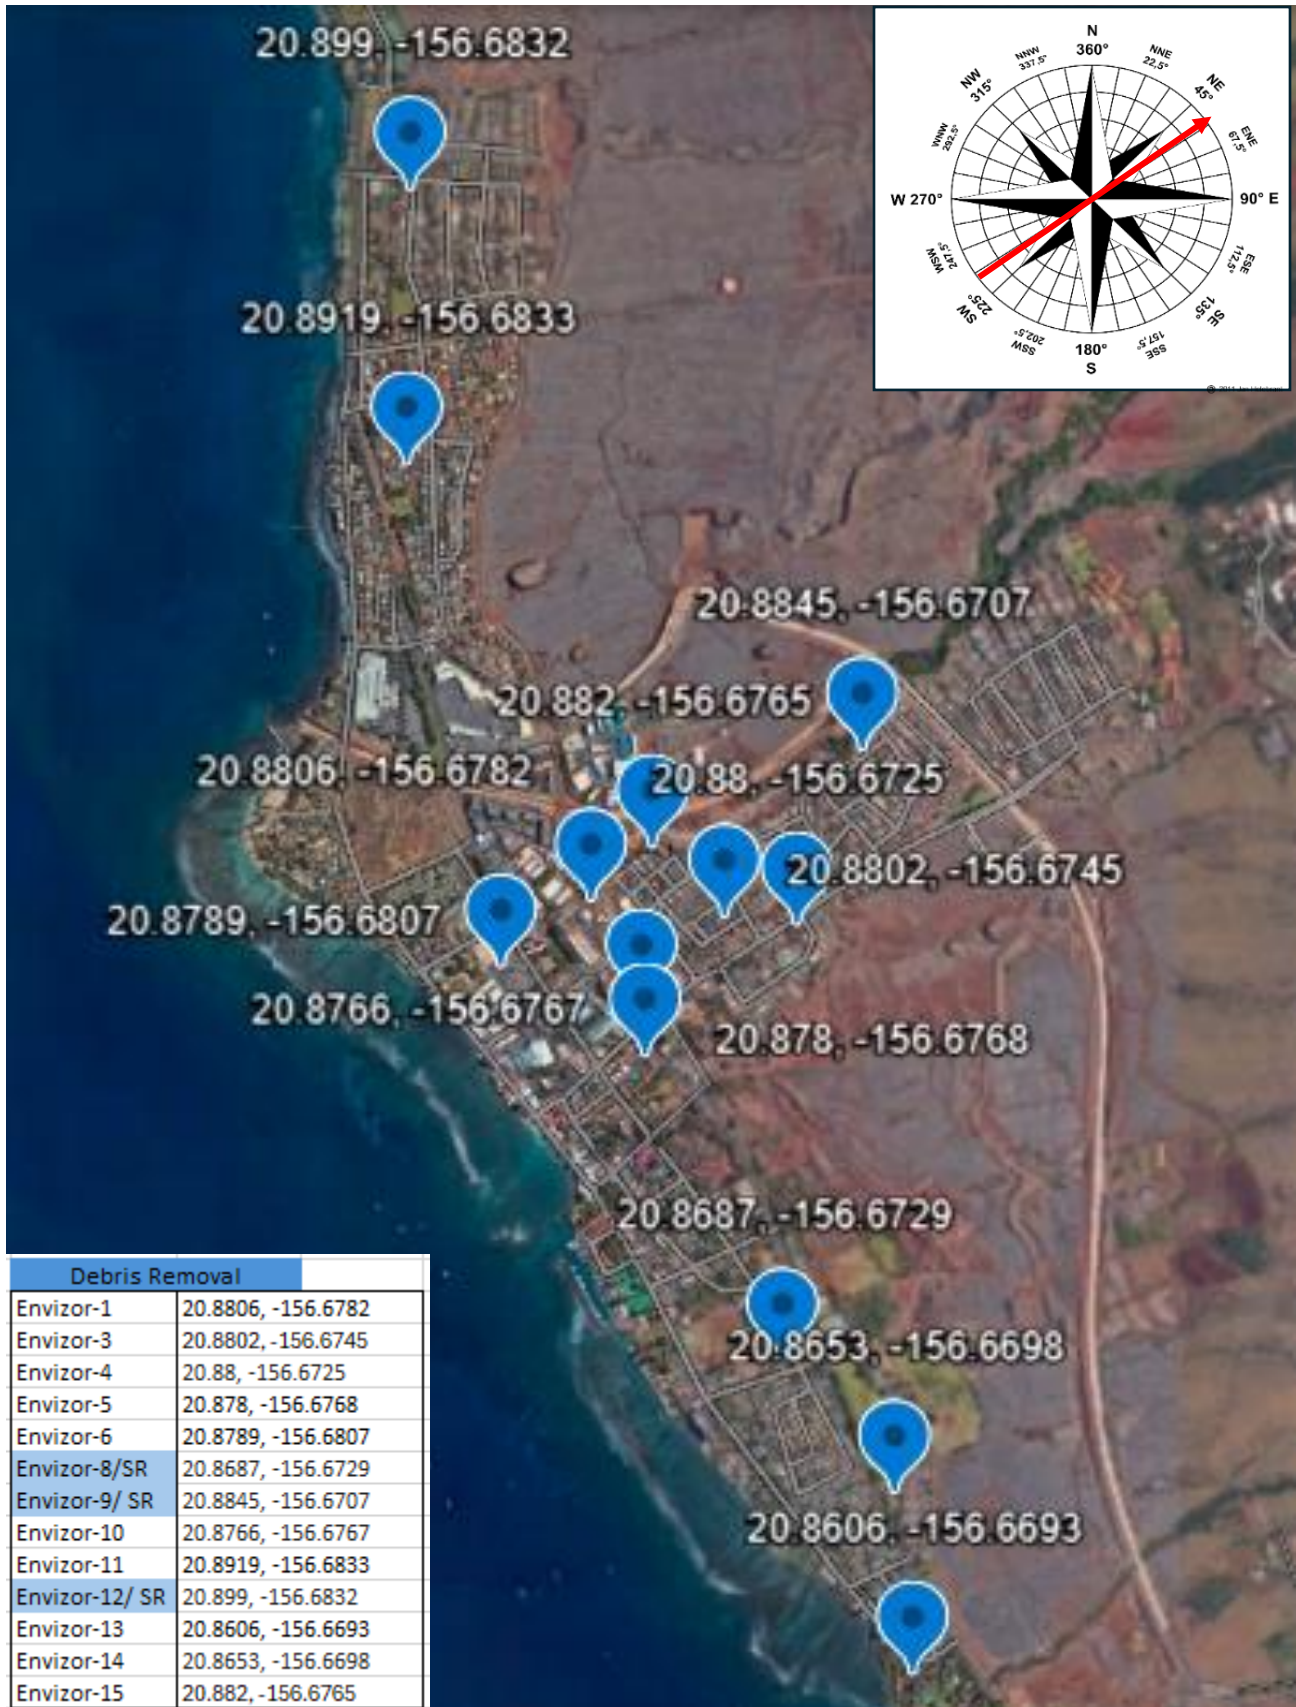 20.899, -156.6832
N
360°
NNW
337,5°
NNE
22,5°
NW
315°
NE
45°
WNW
292,5°
ENE
67,5°
W 270°
90° E
WSW
247,5°
ESE
112,5°
SW
225°
SE
135°
SSW
202,5°
SSE
157,5°
180°
S
20.8919, -156.6833
20.8845, -156.6707
20.882, -156.6765
20.8806, -156.6782
20.88, -156.6725
20.8802, -156.6745
20.8789, -156.6807
20.8766, -156.6767
20.878, -156.6768
20.8687, -156.6729
20.8653, -156.6698
20.8606, -156.6693
Debris Removal
Envizor-1 20.8806, -156.6782
Envizor-3 20.8802, -156.6745
Envizor-4 20.88, -156.6725
Envizor-5 20.878, -156.6768
Envizor-6 20.8789, -156.6807
Envizor-8/SR 20.8687, -156.6729
Envizor-9/ SR 20.8845, -156.6707
Envizor-10 20.8766, -156.6767
Envizor-11 20.8919, -156.6833
Envizor-12/ SR 20.899, -156.6832
Envizor-13 20.8606, -156.6693
Envizor-14 20.8653, -156.6698
Envizor-15 20.882, -156.6765